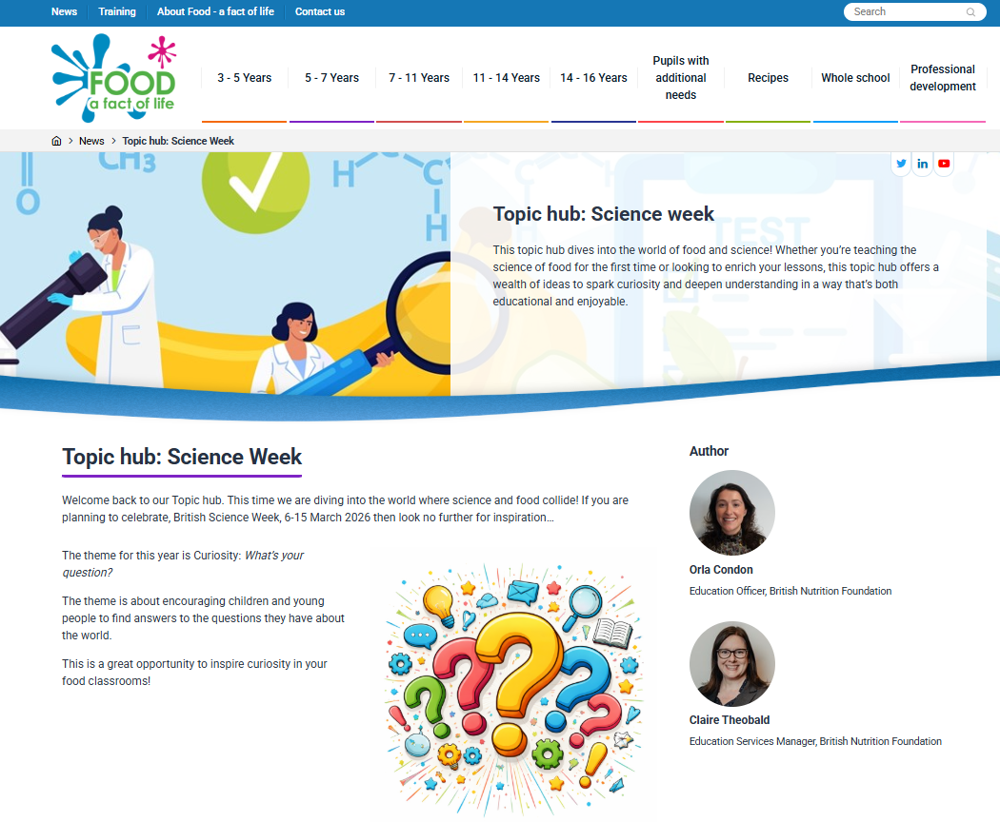 News
Training
About Food - a fact of life
Contact us
Search
FOOD
a fact of life
3 - 5 Years
5 - 7 Years
7 - 11 Years
11 - 14 Years
14 - 16 Years
Pupils with
additional
needs
Recipes
Whole school
Professional
development
News
Topic hub: Science Week
O
CH3
H
C
H
TEST
Topic hub: Science week
This topic hub dives into the world of food and science! Whether you’re teaching the
science of food for the first time or looking to enrich your lessons, this topic hub offers a
wealth of ideas to spark curiosity and deepen understanding in a way that’s both
educational and enjoyable.
Topic hub: Science Week
Welcome back to our Topic hub. This time we are diving into the world where science and food collide! If you are
planning to celebrate, British Science Week, 6-15 March 2026 then look no further for inspiration…
The theme for this year is Curiosity: What’s your
question?
The theme is about encouraging children and young
people to find answers to the questions they have about
the world.
This is a great opportunity to inspire curiosity in your
food classrooms!
Author
Orla Condon
Education Officer, British Nutrition Foundation
Claire Theobald
Education Services Manager, British Nutrition Foundation